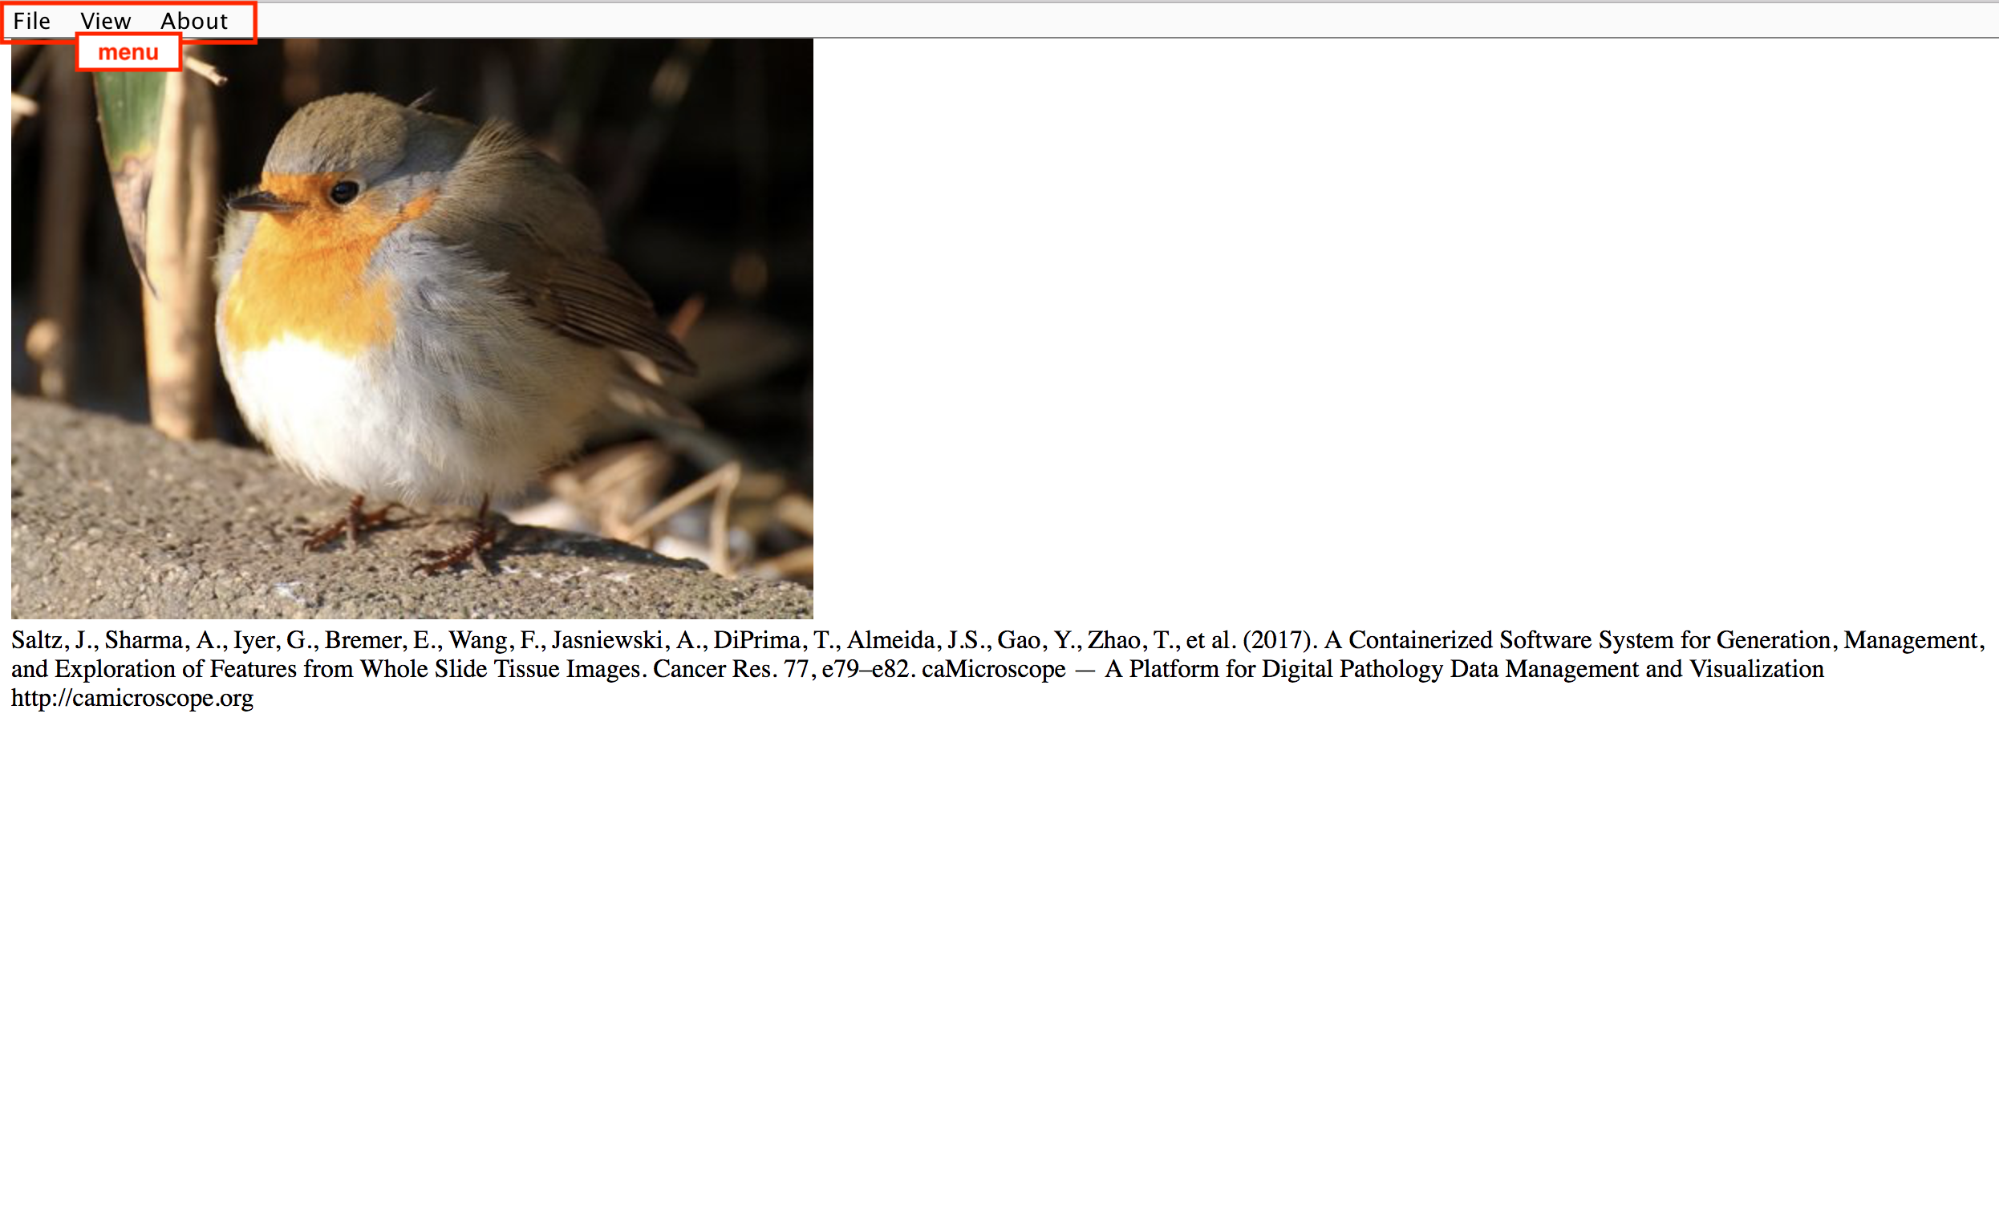 File View About
menu
Saltz, J., Sharma, A., Iyer, G., Bremer, E., Wang, F., Jasniewski, A., DiPrima, T., Almeida, J.S., Gao, Y., Zhao, T., et al. (2017). A Containerized Software System for Generation, Management,
and Exploration of Features from Whole Slide Tissue Images. Cancer Res. 77, e79–e82. caMicroscope — A Platform for Digital Pathology Data Management and Visualization
http://camicroscope.org